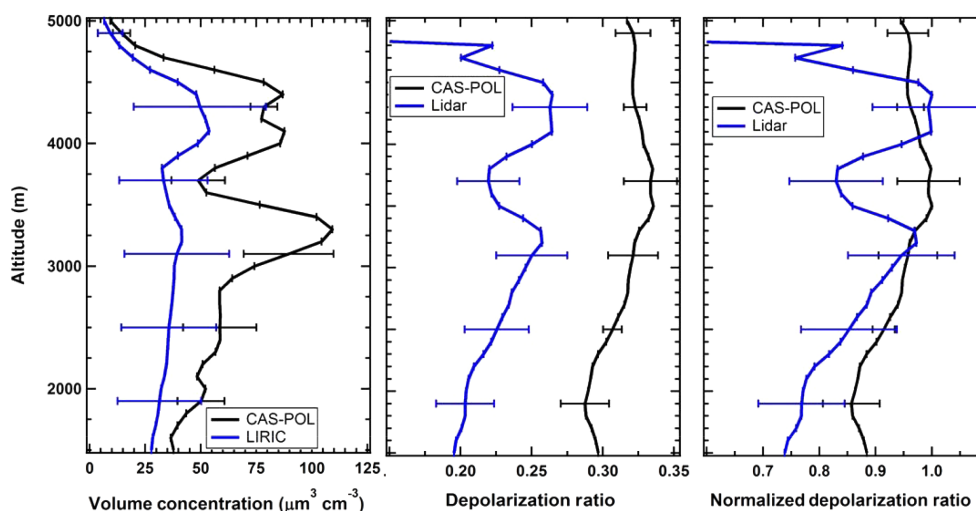 5000
4000
3000
2000
Altitude (m)
CAS-POL
LIRIC
0 25 50 75 100 125
Volume concentration (μm³ cm⁻³)
CAS-POL
Lidar
0.20 0.25 0.30 0.35
Depolarization ratio
CAS-POL
Lidar
0.7 0.8 0.9 1.0
Normalized depolarization ratio